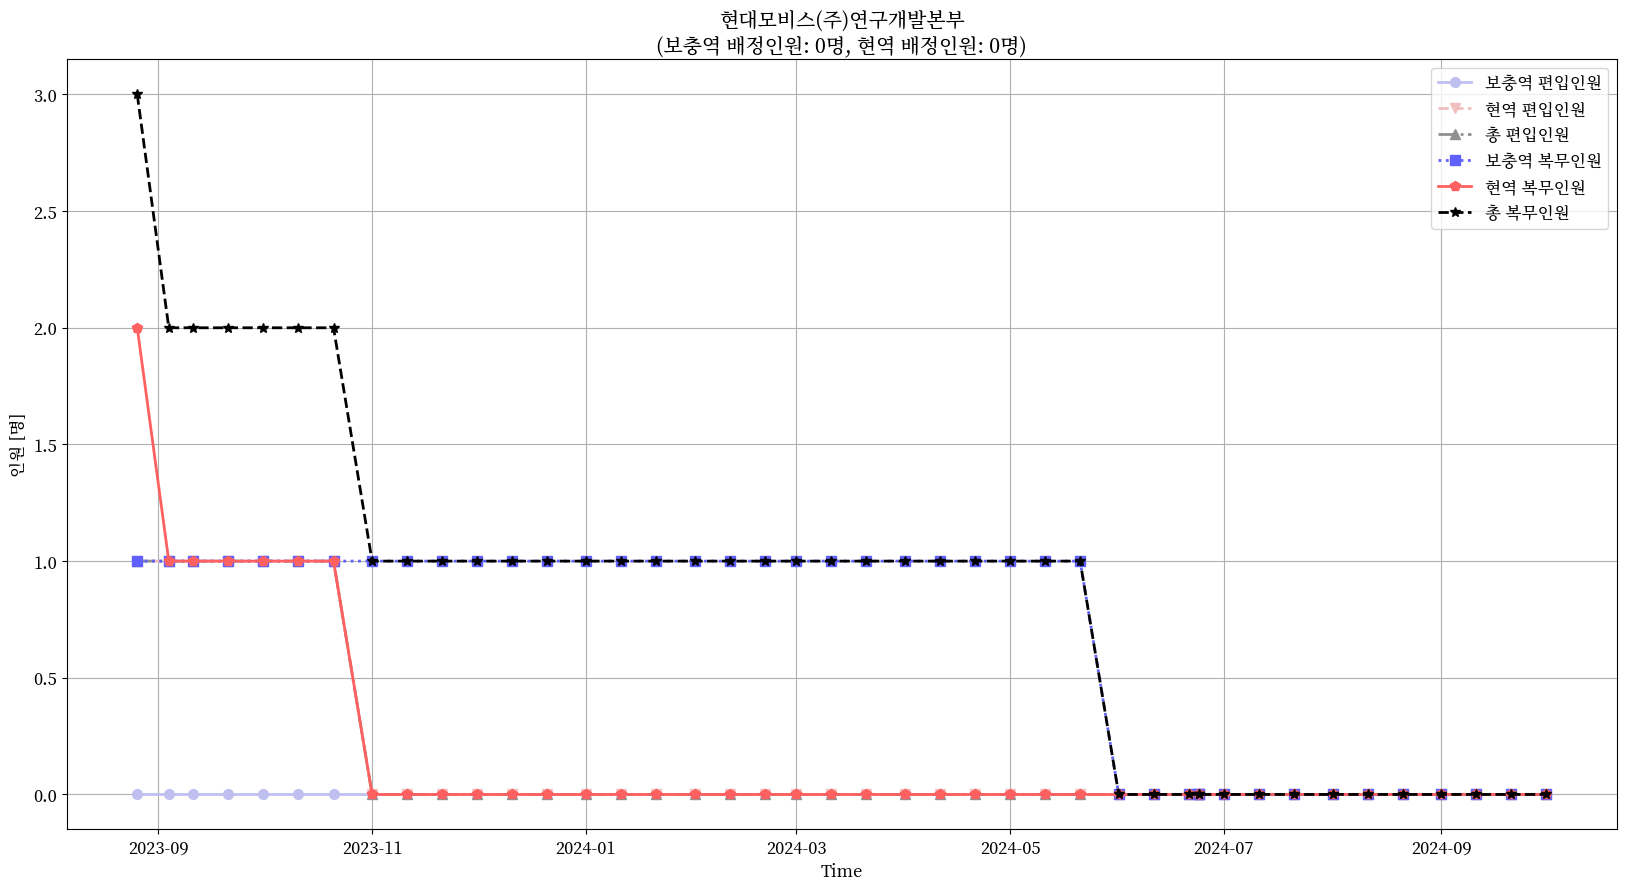 현대모비스(주)연구개발본부
(보충역 배정인원: 0명, 현역 배정인원: 0명)
보충역 편입인원
현역 편입인원
총 편입인원
보충역 복무인원
현역 복무인원
총 복무인원
인원 [명]
3.0
2.5
2.0
1.5
1.0
0.5
0.0
2023-09
2023-11
2024-01
2024-03
2024-05
2024-07
2024-09
Time